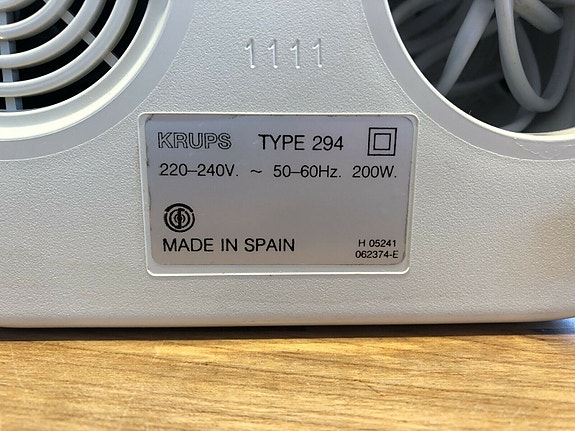 1111
KRUPS TYPE 294
220–240V. ~ 50–60Hz. 200W.
MADE IN SPAIN
H 05241
062374-E